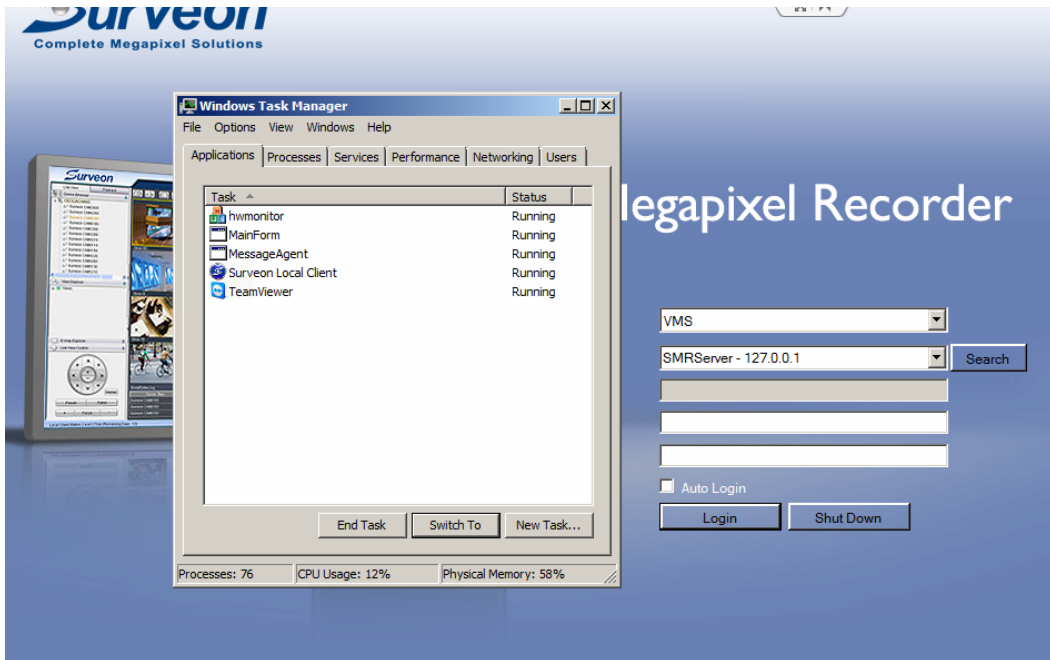 Surveon
Complete Megapixel Solutions
Windows Task Manager
File Options View Windows Help
Applications Processes Services Performance Networking Users
Task Status
hwmonitor Running
MainForm Running
MessageAgent Running
Surveon Local Client Running
TeamViewer Running
End Task Switch To New Task...
Processes: 76 CPU Usage: 12% Physical Memory: 58%
Surveon
legapixel Recorder
VMS
SMRServer - 127.0.0.1 Search
Auto Login
Login Shut Down